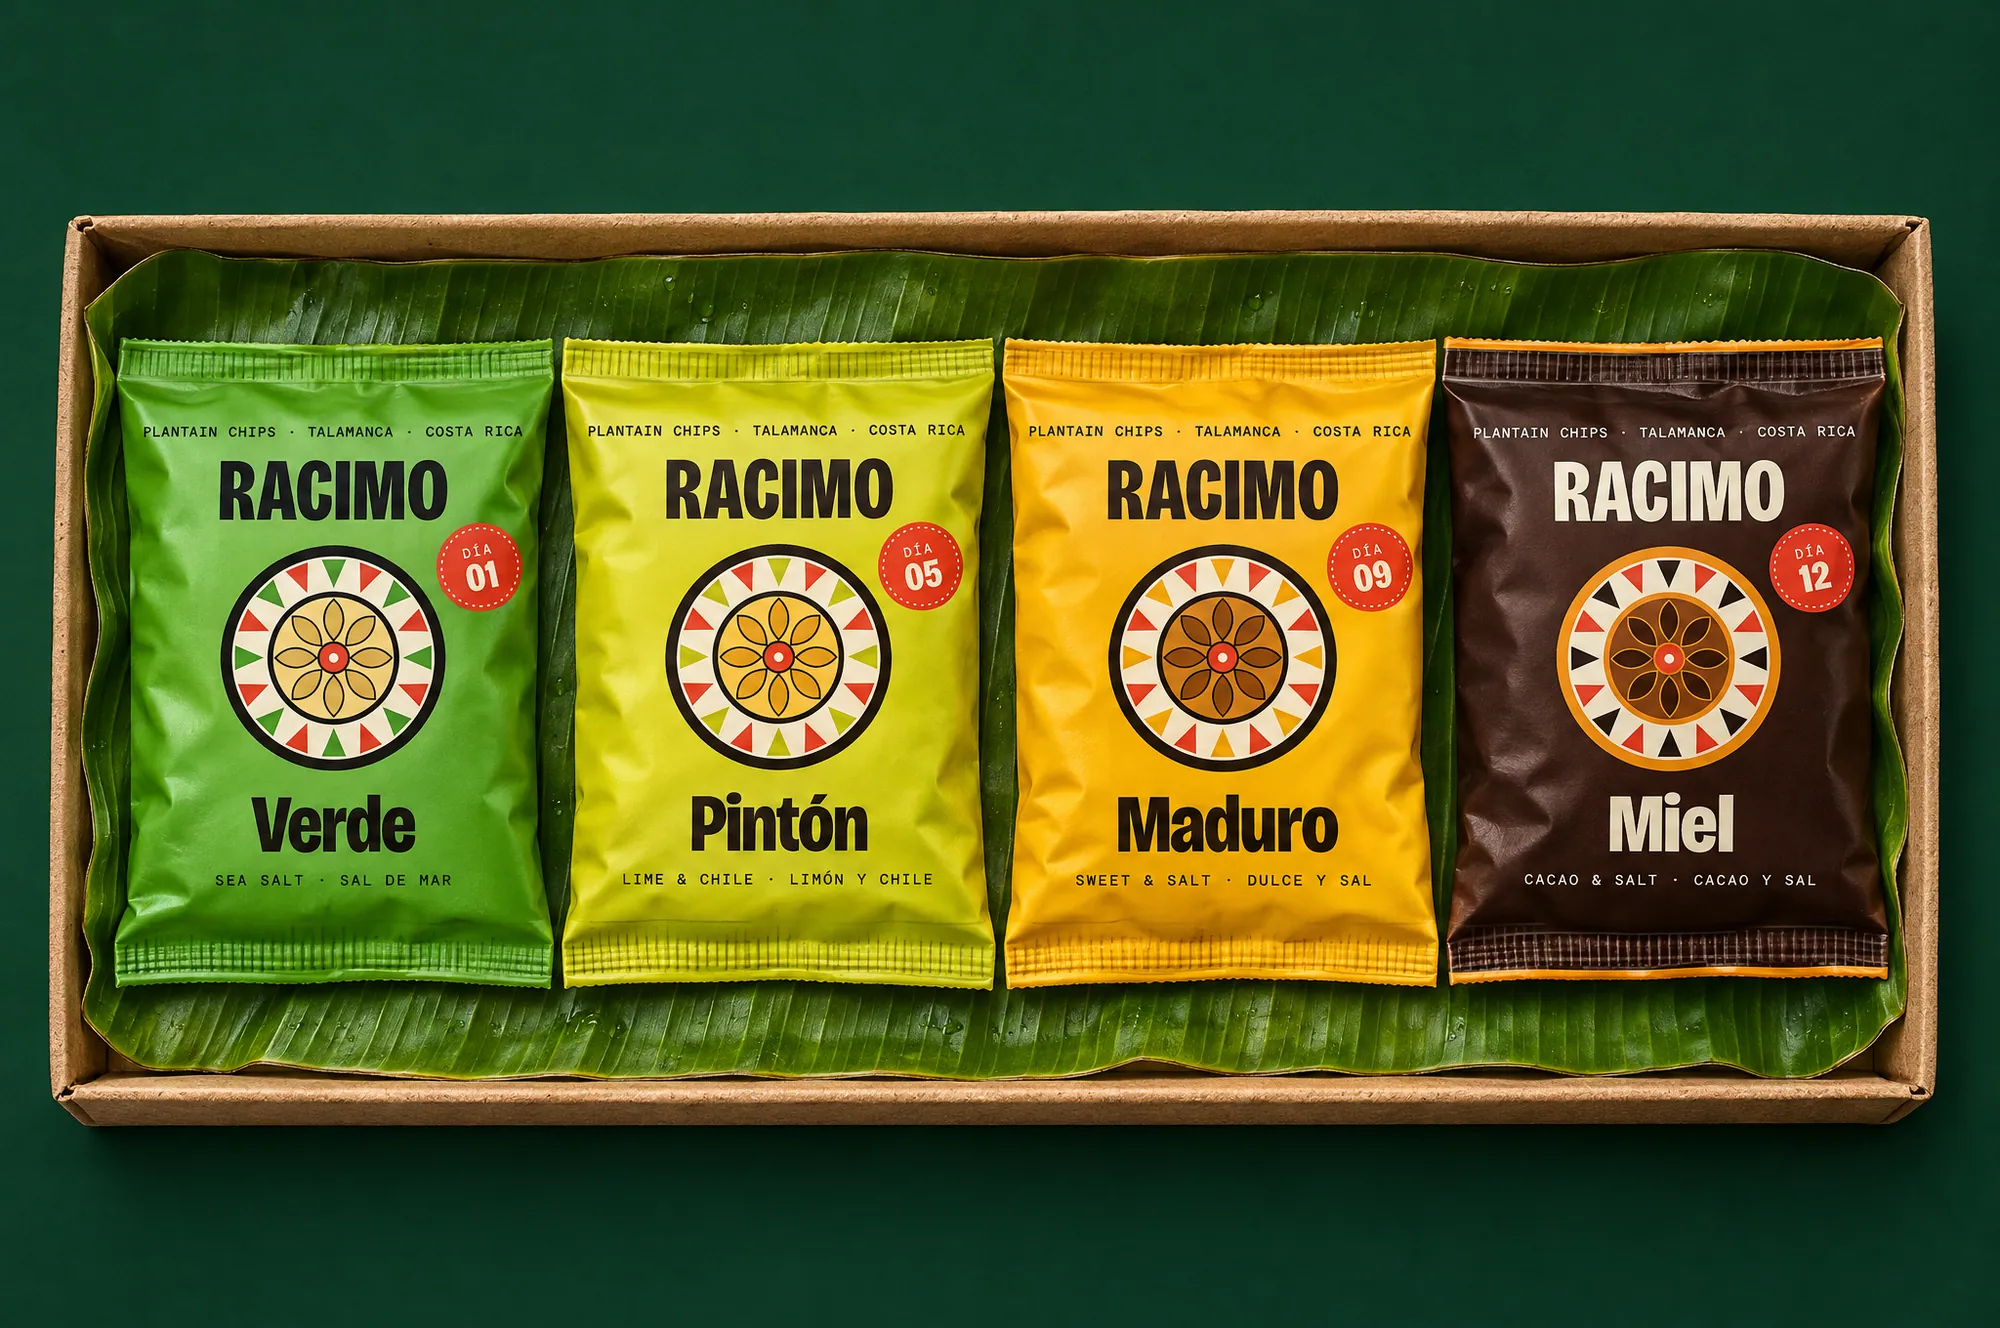 PLANTAIN CHIPS · TALAMANCA · COSTA RICA
RACIMO
DÍA
01
Verde
SEA SALT · SAL DE MAR
PLANTAIN CHIPS · TALAMANCA · COSTA RICA
RACIMO
DÍA
05
Pintón
LIME & CHILE · LIMÓN Y CHILE
PLANTAIN CHIPS · TALAMANCA · COSTA RICA
RACIMO
DÍA
09
Maduro
SWEET & SALT · DULCE Y SAL
PLANTAIN CHIPS · TALAMANCA · COSTA RICA
RACIMO
DÍA
12
Miel
CACAO & SALT · CACAO Y SAL